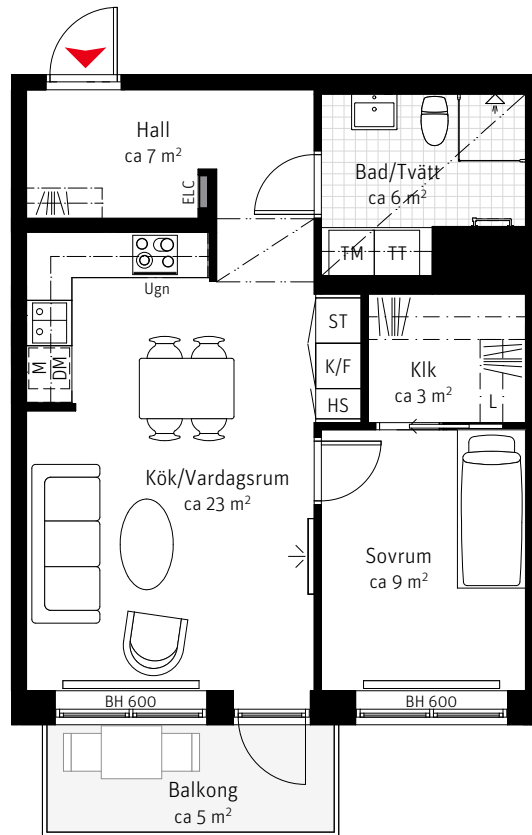 Hall
ca 7 m²
ELC
Bad/Tvätt
ca 6 m²
TM
TT
Ugn
ST
K/F
HS
Klk
ca 3 m²
L
M
DM
Kök/Vardagsrum
ca 23 m²
Sovrum
ca 9 m²
BH 600
BH 600
Balkong
ca 5 m²